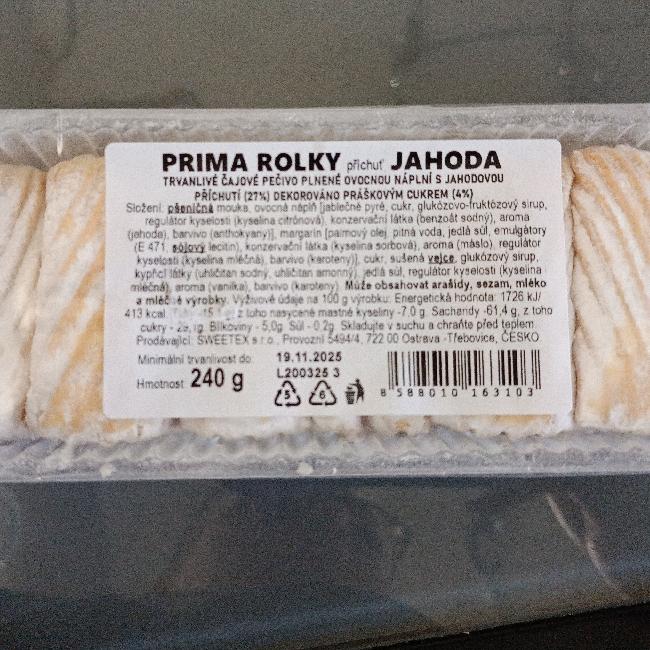 PRIMA ROLKY příchuť JAHODA
TRVANLIVÉ ČAJOVÉ PEČIVO PLNENÉ OVOCNOU NÁPLNÍ S JAHODOVOU
PŘÍCHUTÍ (27%) DEKOROVÁNO PRÁŠKOVÝM CUKREM (4%)
Složení: pšeničná mouka, ovocná náplň [jablečné pyré, cukr, glukózovo-fruktézový sirup,
regulátor kyselosti (kyselina citrónová), konzervační látka (benzoát sodný), aroma
(jahoda), barvivo (anthokyany)], margarín [palmový olej, pitná voda, jedlá sůl, emulgátory
(E 471, sójový lecitin), konzervační látka (kyselina sorbová), aroma (máslo), regulátor
kyselosti (kyselina mléčná), barvivo (karoteny)], cukr, sušená vejce, glukózový sirup,
kypřicí látky (uhličitan sodný, uhličitan amonný), jedlá sůl, regulátor kyselosti (kyselina
mléčná), aroma (vanilka), barvivo (karoteny). Může obsahovat arašídy, sezam, mléko
a mléčné výrobky. Výživové údaje na 100 g výrobku: Energetická hodnota: 1726 kJ/
413 kcal, z toho nasycené mastné kyseliny -7,0 g. Sacharidy -61,4 g, z toho
cukry - Bílkoviny - 5,0g Sůl - 0,2g. Skladujte v suchu a chraňte před teplem.
Prodávající: SWEETEX s.r.o., Provozní 5494/4, 722 00 Ostrava -Třebovice, ČESKO
Minimální trvanlivost do: 19.11.2025
L200325 3
Hmotnost 240 g
5 6
8 588010 163103